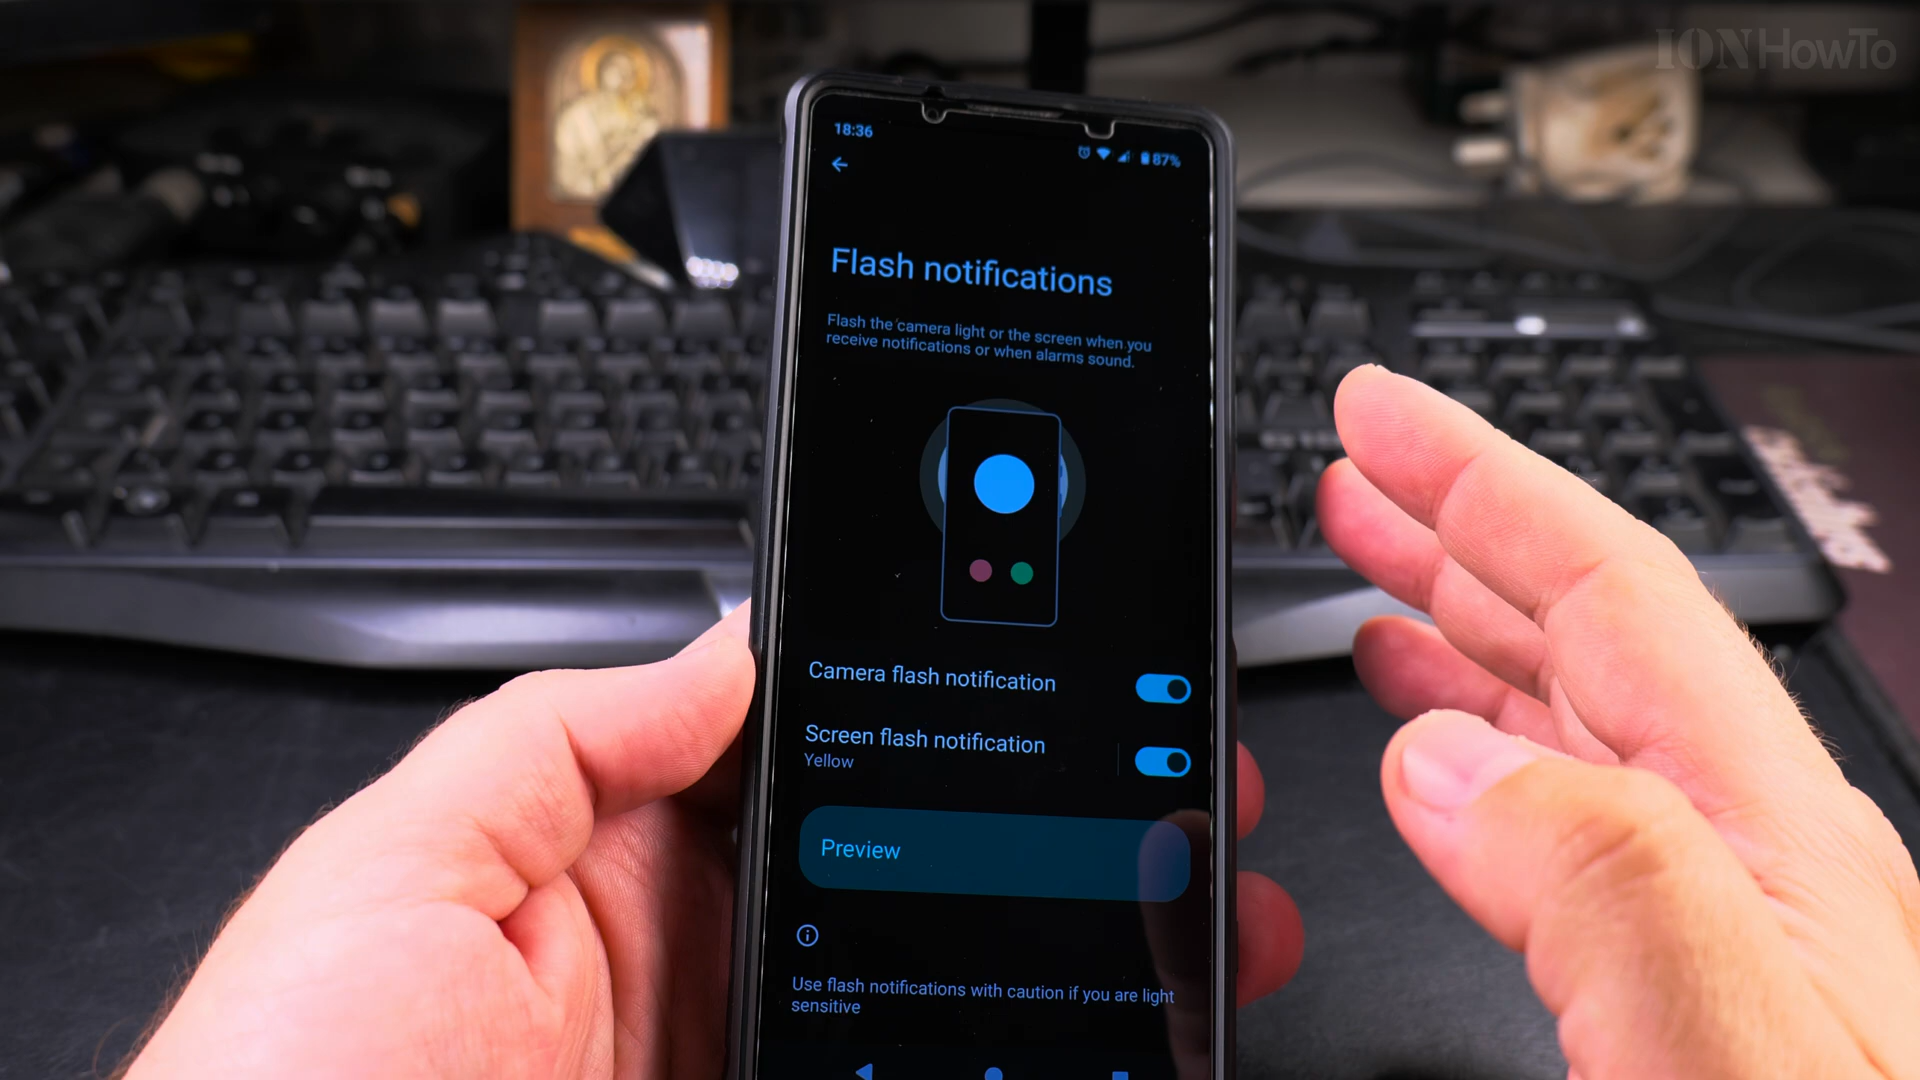 IONHowTo
18:36
87%
Flash notifications
Flash the camera light or the screen when you
receive notifications or when alarms sound.
Camera flash notification
Screen flash notification
Yellow
Preview
Use flash notifications with caution if you are light
sensitive